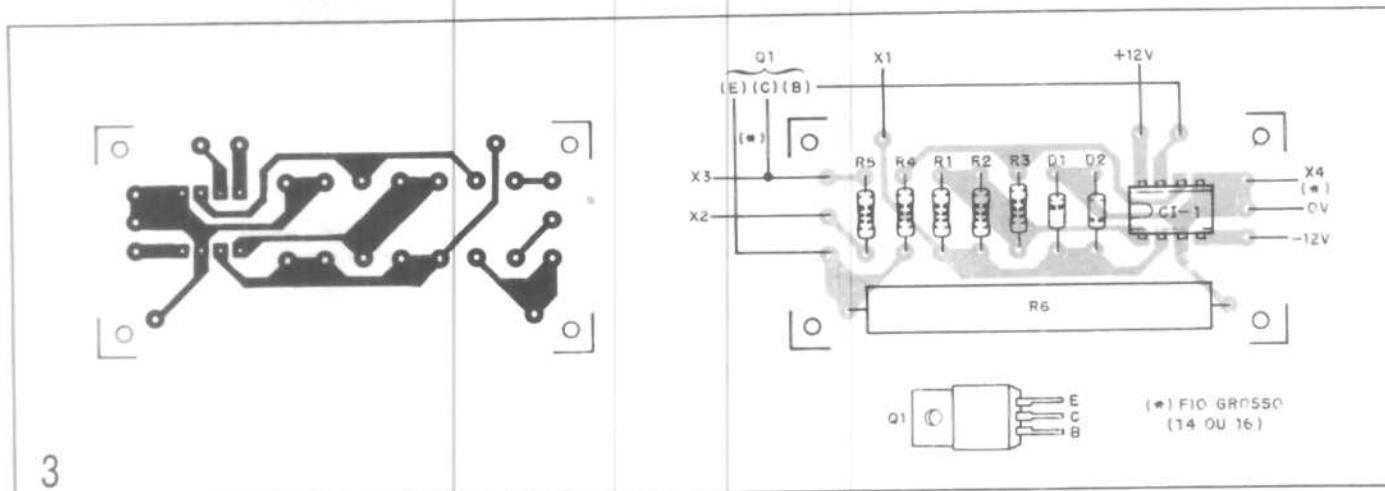 Q1
X1
+12V
(E)(C)(B)
(*)
R5 R4 R1 R2 R3 D1 D2
X3
X4
(*)
X2
CI-1
0V
-12V
R6
Q1
E
C
B
(*) FIO GROSSO
(14 OU 16)
3